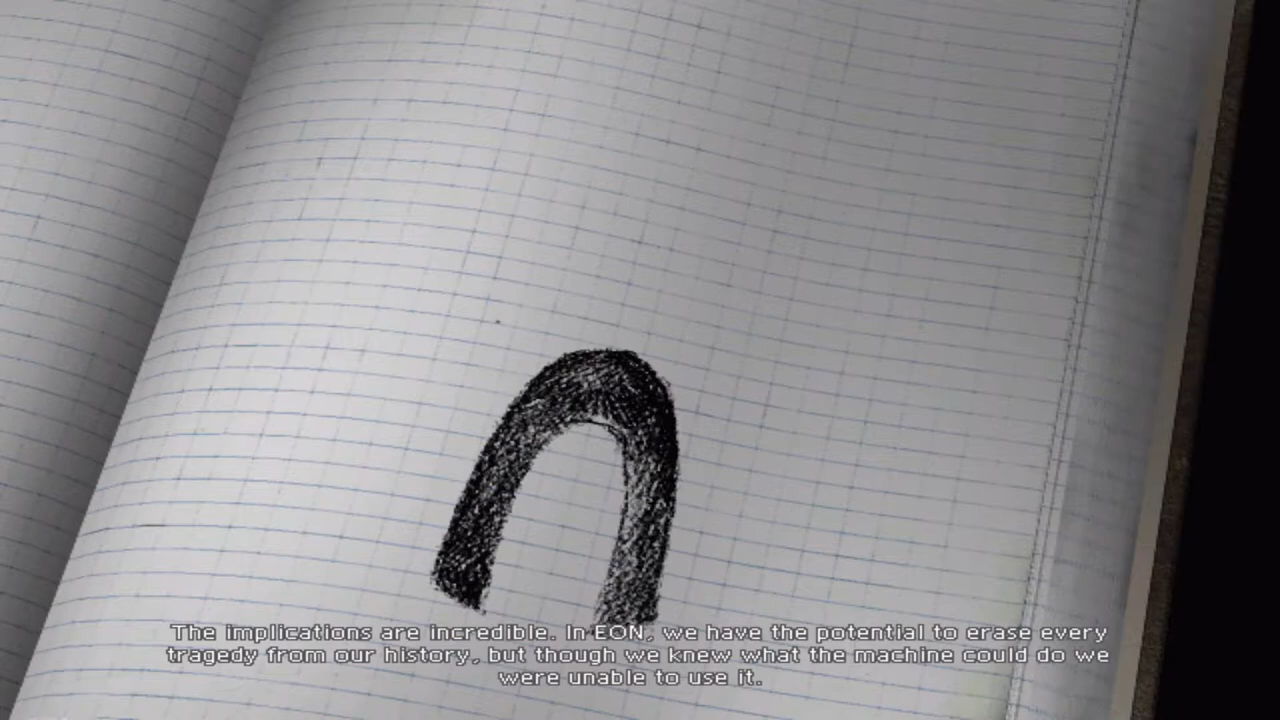 The implications are incredible. In EON, we have the potential to erase every
tragedy from our history, but though we knew what the machine could do we
were unable to use it.